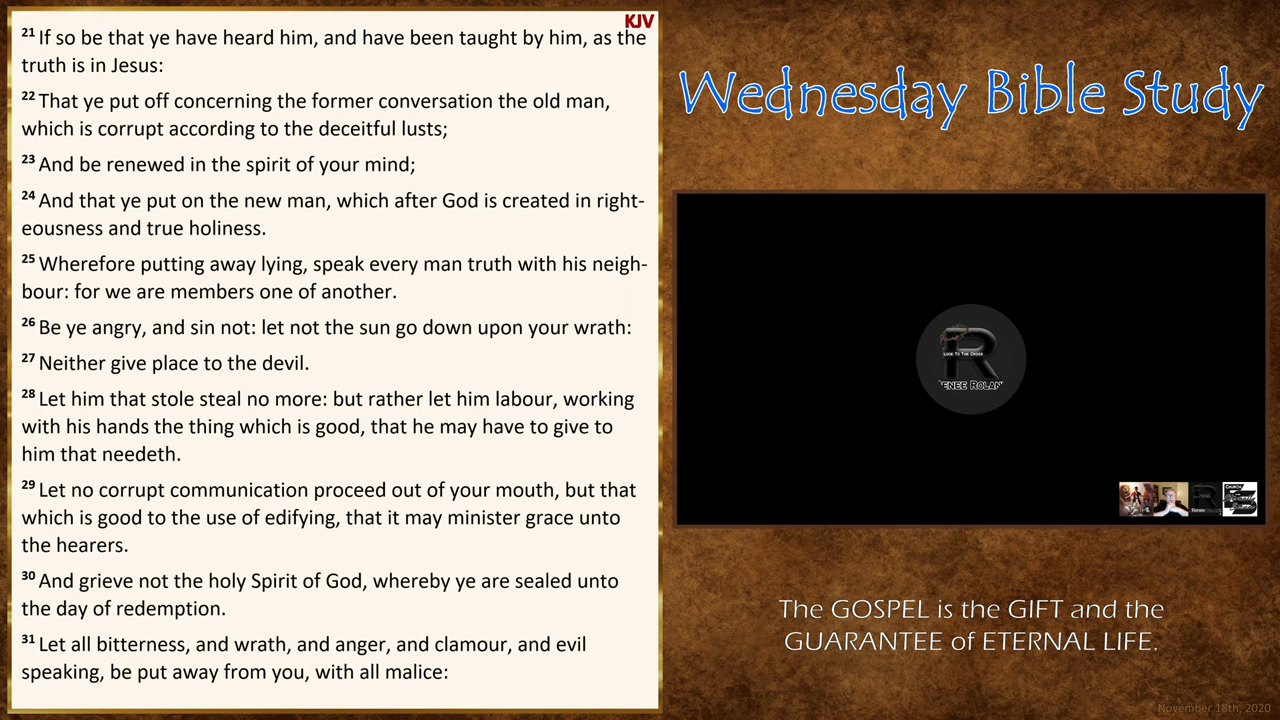 KJV
21 If so be that ye have heard him, and have been taught by him, as the
truth is in Jesus:
22 That ye put off concerning the former conversation the old man,
which is corrupt according to the deceitful lusts;
23 And be renewed in the spirit of your mind;
24 And that ye put on the new man, which after God is created in right-
eousness and true holiness.
25 Wherefore putting away lying, speak every man truth with his neigh-
bour: for we are members one of another.
26 Be ye angry, and sin not: let not the sun go down upon your wrath:
27 Neither give place to the devil.
28 Let him that stole steal no more: but rather let him labour, working
with his hands the thing which is good, that he may have to give to
him that needeth.
29 Let no corrupt communication proceed out of your mouth, but that
which is good to the use of edifying, that it may minister grace unto
the hearers.
30 And grieve not the holy Spirit of God, whereby ye are sealed unto
the day of redemption.
31 Let all bitterness, and wrath, and anger, and clamour, and evil
speaking, be put away from you, with all malice:
Wednesday Bible Study
R
LOOK TO THE CROSS
RENEE ROLAN
Renee
The GOSPEL is the GIFT and the
GUARANTEE of ETERNAL LIFE.
November 18th, 2020